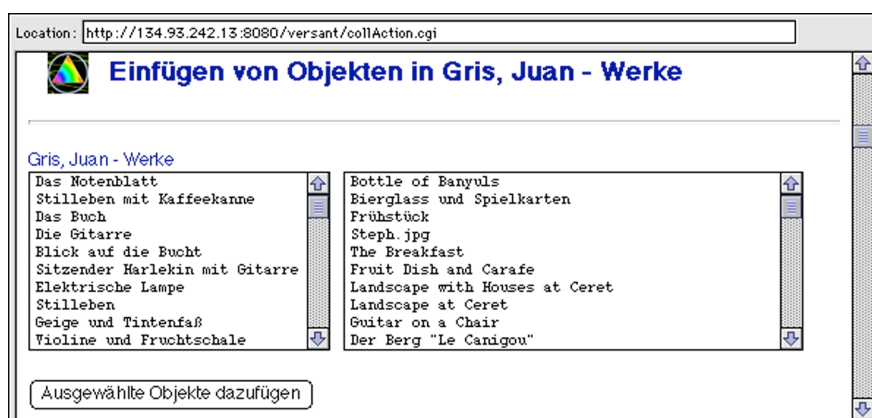 Location: http://134.93.242.13:8080/versant/collAction.cgi
Einfügen von Objekten in Gris, Juan - Werke
Gris, Juan - Werke
Das Notenblatt
Stilleben mit Kaffeekanne
Das Buch
Die Gitarre
Blick auf die Bucht
Sitzender Harlekin mit Gitarre
Elektrische Lampe
Stilleben
Geige und Tintenfaß
Violine und Fruchtschale
Bottle of Banyuls
Bierglass und Spielkarten
Frühstück
Steph.jpg
The Breakfast
Fruit Dish and Carafe
Landscape with Houses at Ceret
Landscape at Ceret
Guitar on a Chair
Der Berg "Le Canigou"
Ausgewählte Objekte dazufügen